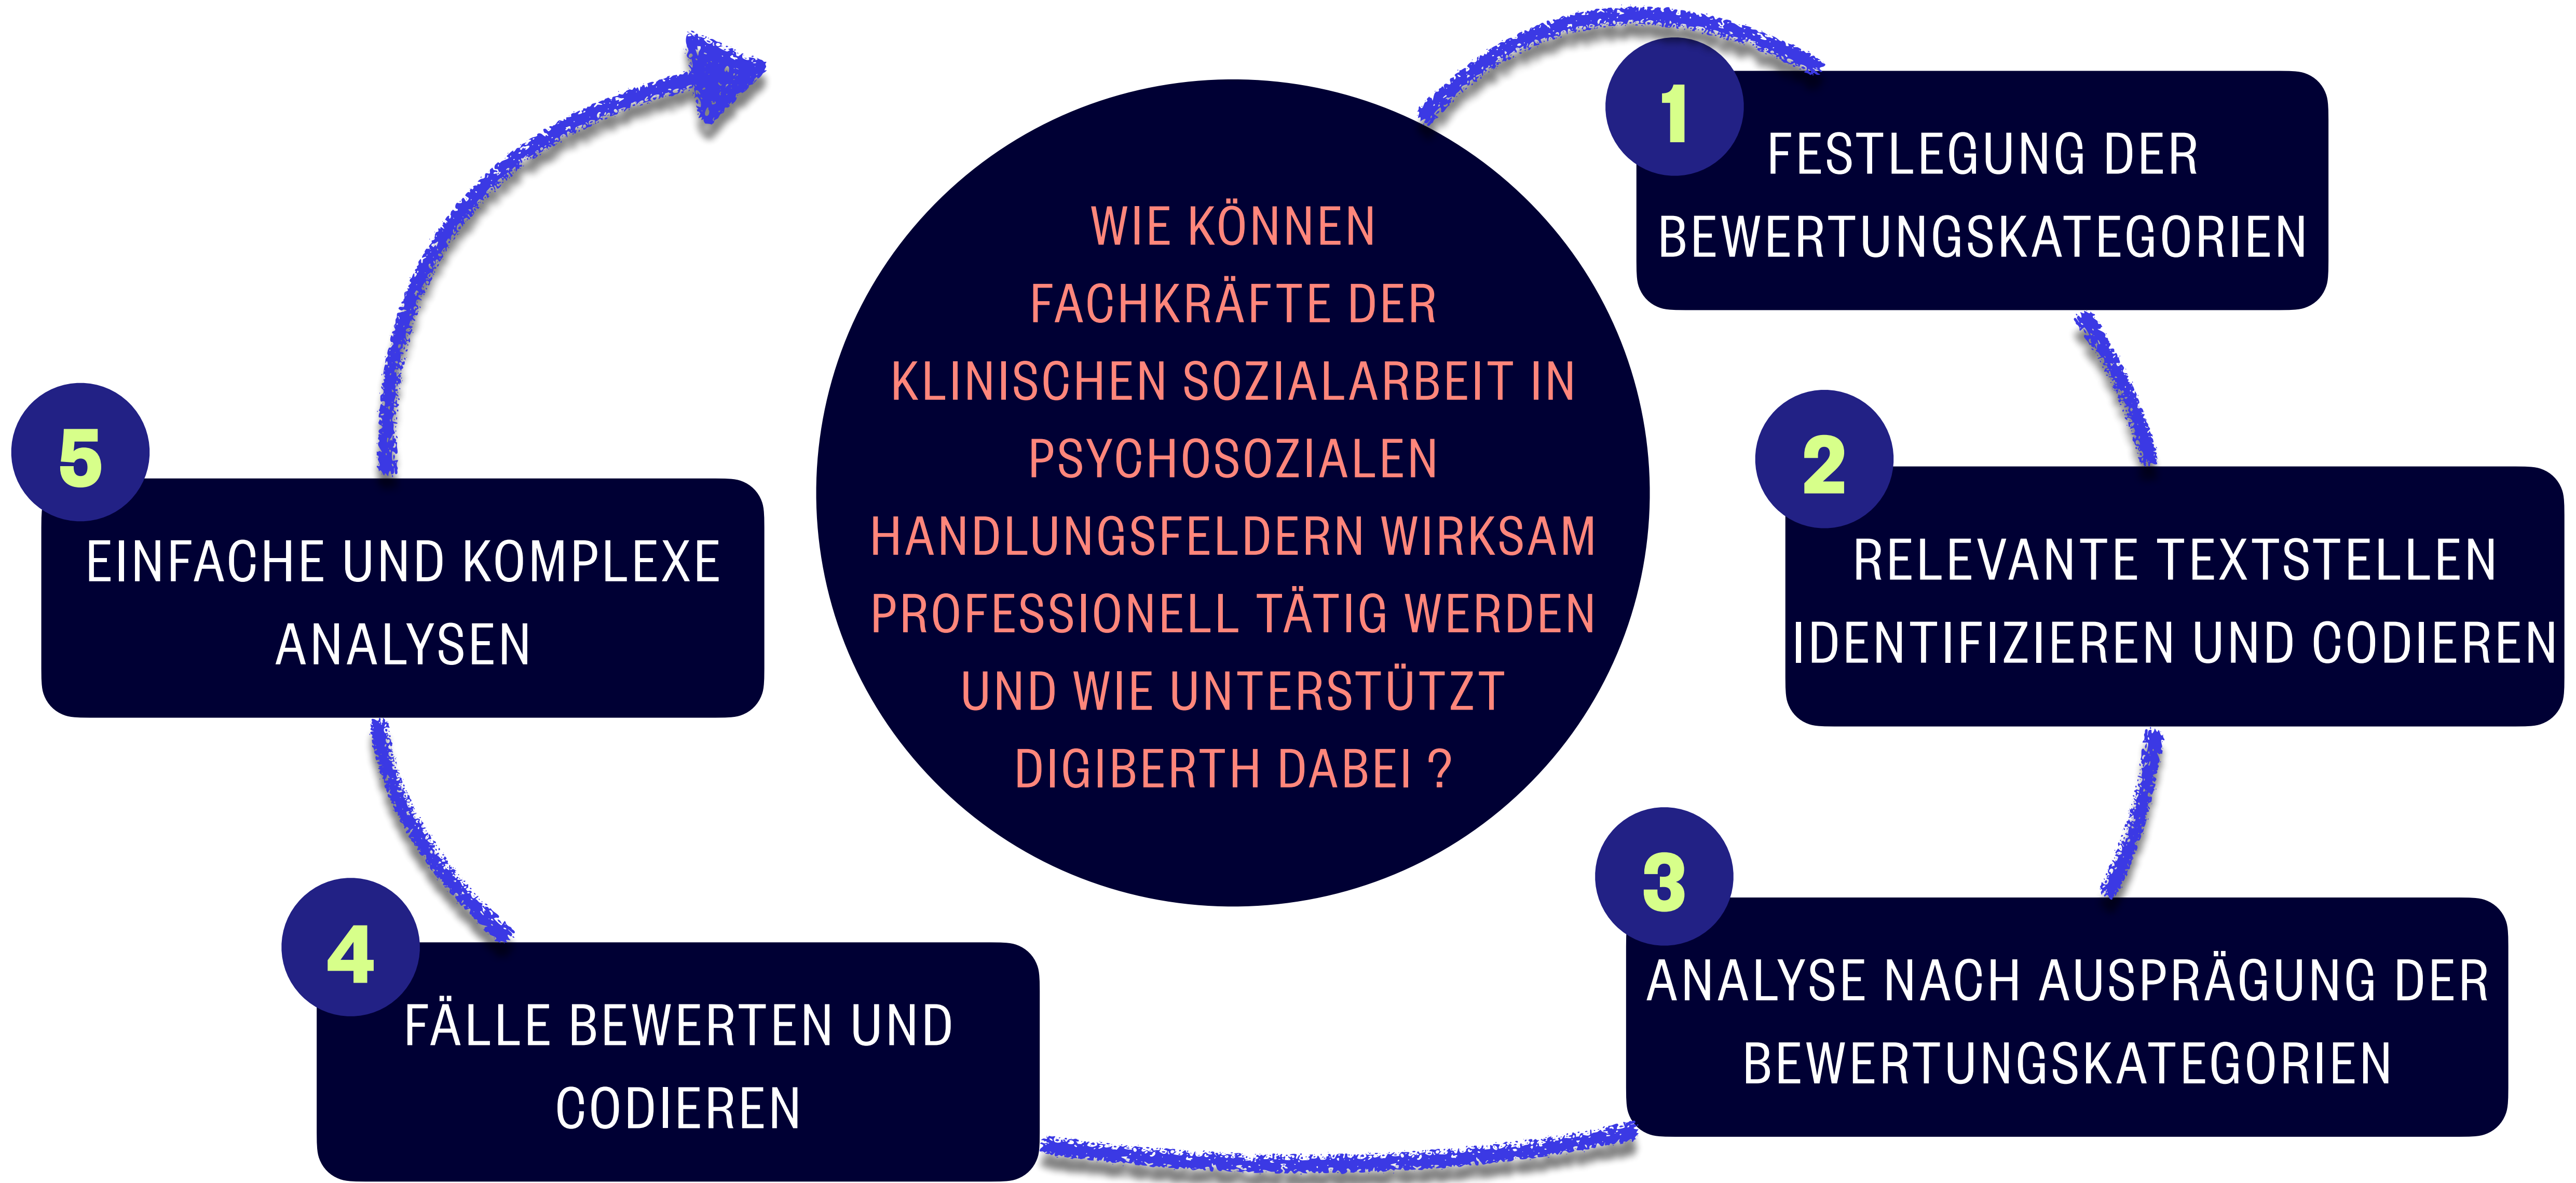 WIE KÖNNEN
FACHKRÄFTE DER
KLINISCHEN SOZIALARBEIT IN
PSYCHOSOZIALEN
HANDLUNGSFELDERN WIRKSAM
PROFESSIONELL TÄTIG WERDEN
UND WIE UNTERSTÜTZT
DIGIBERTH DABEI ?
1
FESTLEGUNG DER
BEWERTUNGSKATEGORIEN
2
RELEVANTE TEXTSTELLEN
IDENTIFIZIEREN UND CODIEREN
3
ANALYSE NACH AUSPRÄGUNG DER
BEWERTUNGSKATEGORIEN
4
FÄLLE BEWERTEN UND
CODIEREN
5
EINFACHE UND KOMPLEXE
ANALYSEN